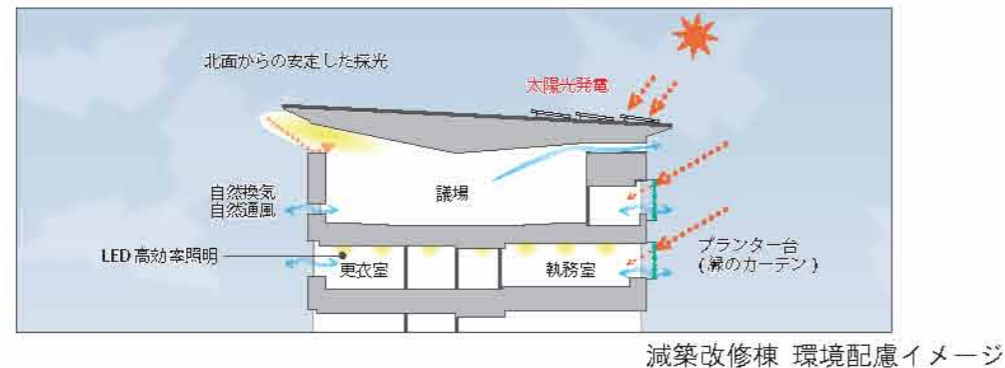 北面からの安定した採光
太陽光発電
議場
自然換気
自然通風
LED 高効率照明
更衣室
執務室
プランター台
(緑のカーテン)
減築改修棟 環境配慮イメージ